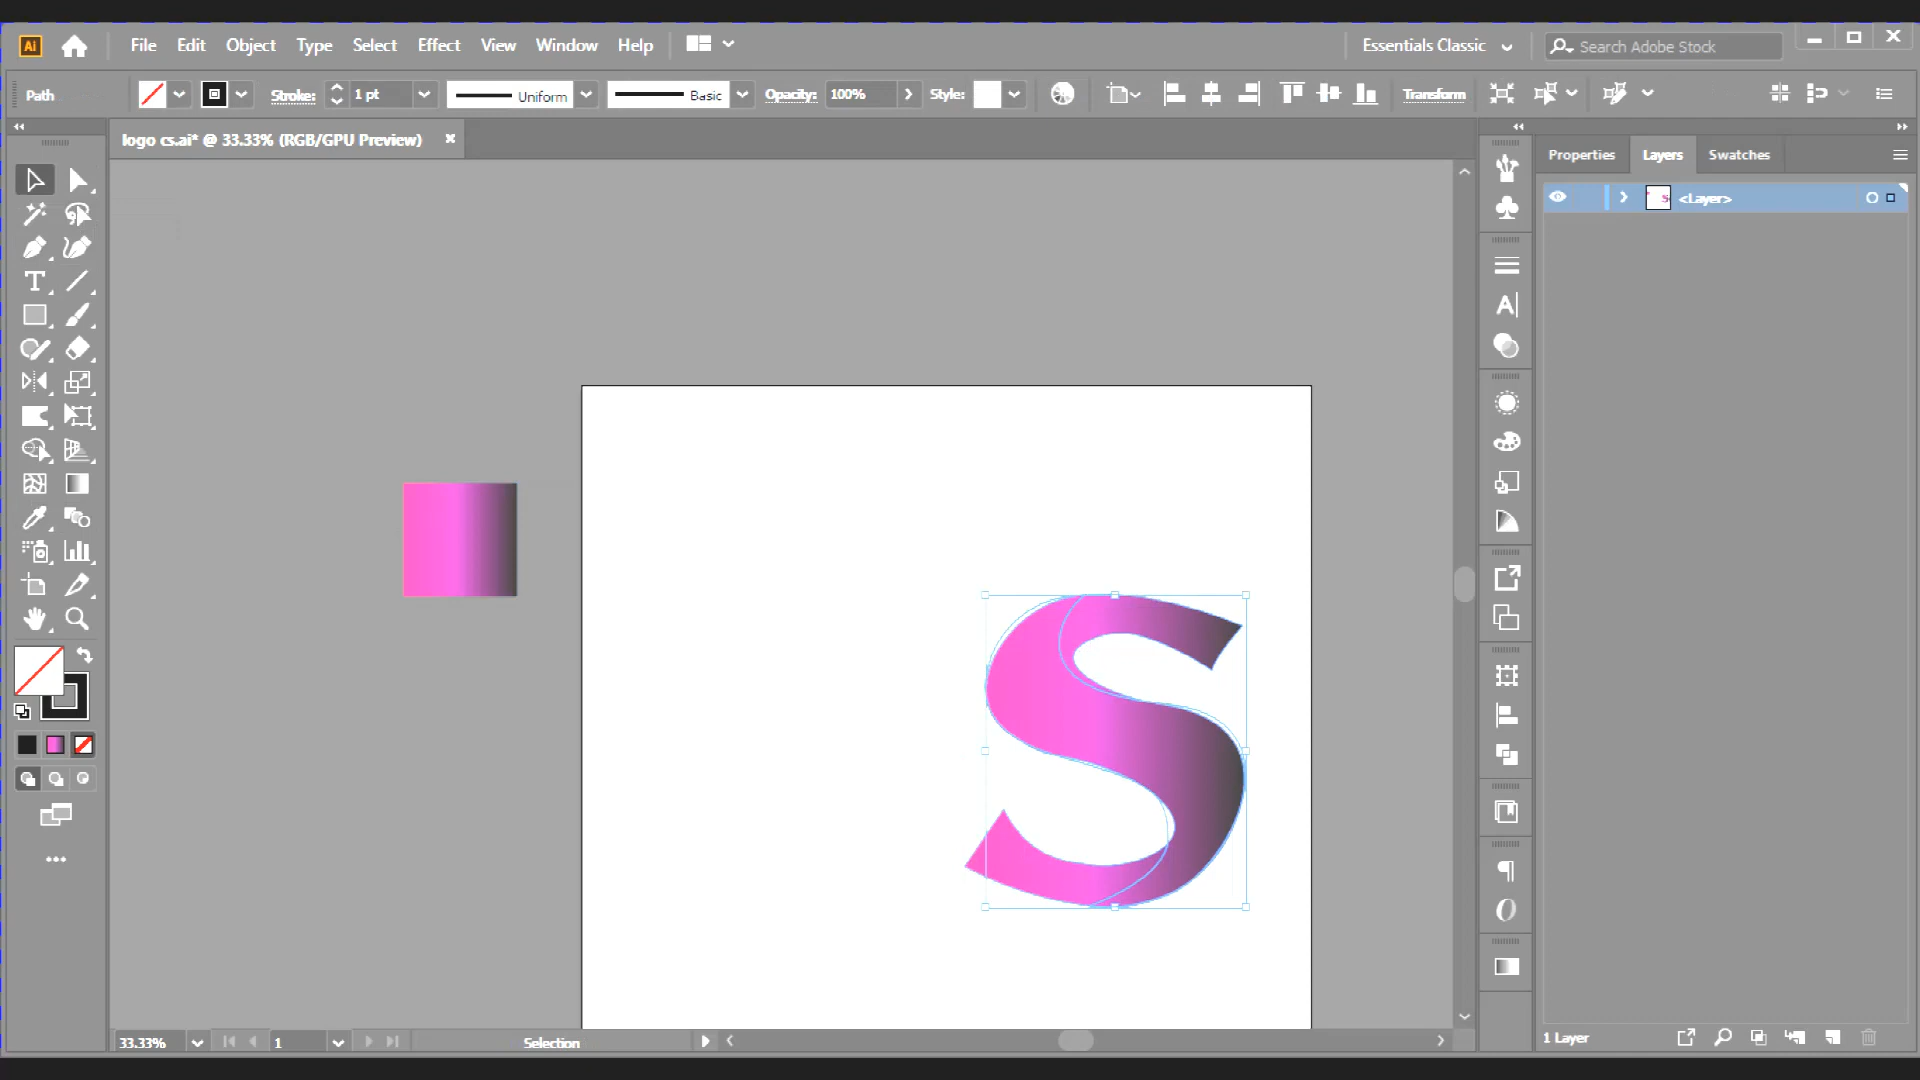 Ai File Edit Object Type Select Effect View Window Help Essentials Classic Search Adobe Stock
Path Stroke: 1 pt Uniform Basic Opacity: 100% Style: Transform
logo cs.ai* @ 33.33% (RGB/GPU Preview)
Properties Layers Swatches
<Layer>
S
33.33% 1 Selection 1 Layer